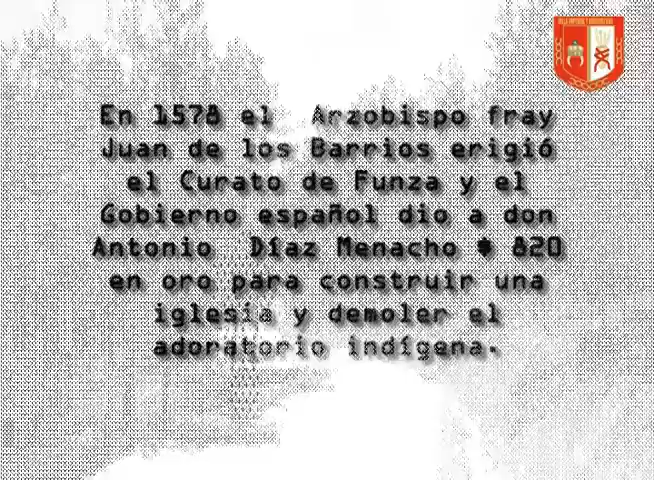 En 1578 el Arzobispo fray
Juan de los Barrios erigió
el Curato de Funza y el
Gobierno español dio a don
Antonio Díaz Menacho $ 820
en oro para construir una
iglesia y demoler el
adoratorio indígena.